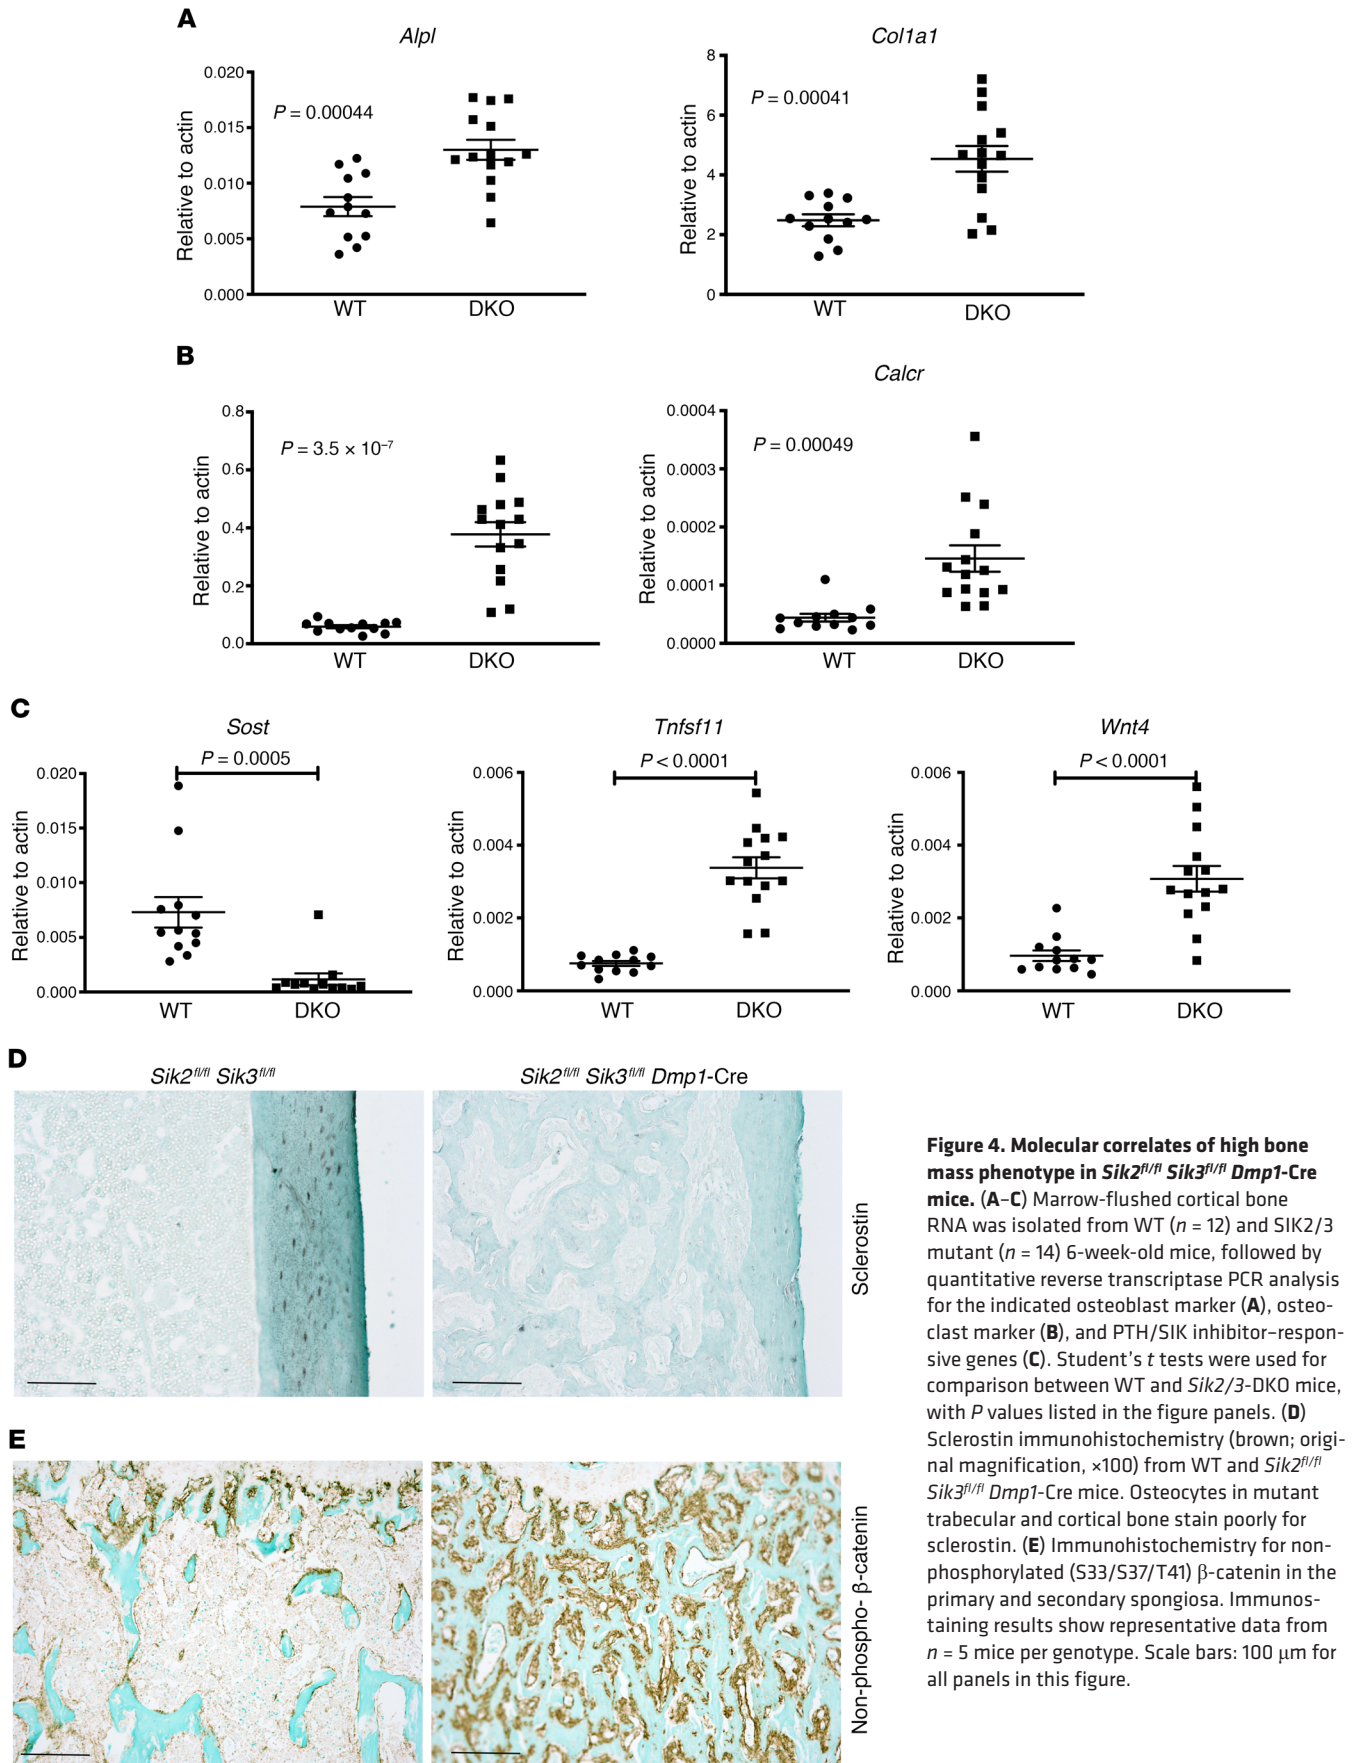 A
Alpl
Relative to actin
0.020
0.015
0.010
0.005
0.000
P = 0.00044
WT
DKO
Col1a1
Relative to actin
8
6
4
2
0
P = 0.00041
WT
DKO
B
Relative to actin
0.8
0.6
0.4
0.2
0.0
P = 3.5 × 10⁻⁷
WT
DKO
Calcr
Relative to actin
0.0004
0.0003
0.0002
0.0001
0.0000
P = 0.00049
WT
DKO
C
Sost
P = 0.0005
Relative to actin
0.020
0.015
0.010
0.005
0.000
WT
DKO
Tnfsf11
P < 0.0001
Relative to actin
0.006
0.004
0.002
0.000
WT
DKO
Wnt4
P < 0.0001
Relative to actin
0.006
0.004
0.002
0.000
WT
DKO
D
Sik2fl/fl Sik3fl/fl
Sik2fl/fl Sik3fl/fl Dmp1-Cre
Sclerostin
E
Non-phospho- β-catenin
Figure 4. Molecular correlates of high bone
mass phenotype in Sik2fl/fl Sik3fl/fl Dmp1-Cre
mice. (A–C) Marrow-flushed cortical bone
RNA was isolated from WT (n = 12) and SIK2/3
mutant (n = 14) 6-week-old mice, followed by
quantitative reverse transcriptase PCR analysis
for the indicated osteoblast marker (A), osteo-
clast marker (B), and PTH/SIK inhibitor–respon-
sive genes (C). Student's t tests were used for
comparison between WT and Sik2/3-DKO mice,
with P values listed in the figure panels. (D)
Sclerostin immunohistochemistry (brown; origi-
nal magnification, ×100) from WT and Sik2fl/fl
Sik3fl/fl Dmp1-Cre mice. Osteocytes in mutant
trabecular and cortical bone stain poorly for
sclerostin. (E) Immunohistochemistry for non-
phosphorylated (S33/S37/T41) β-catenin in the
primary and secondary spongiosa. Immunos-
taining results show representative data from
n = 5 mice per genotype. Scale bars: 100 μm for
all panels in this figure.